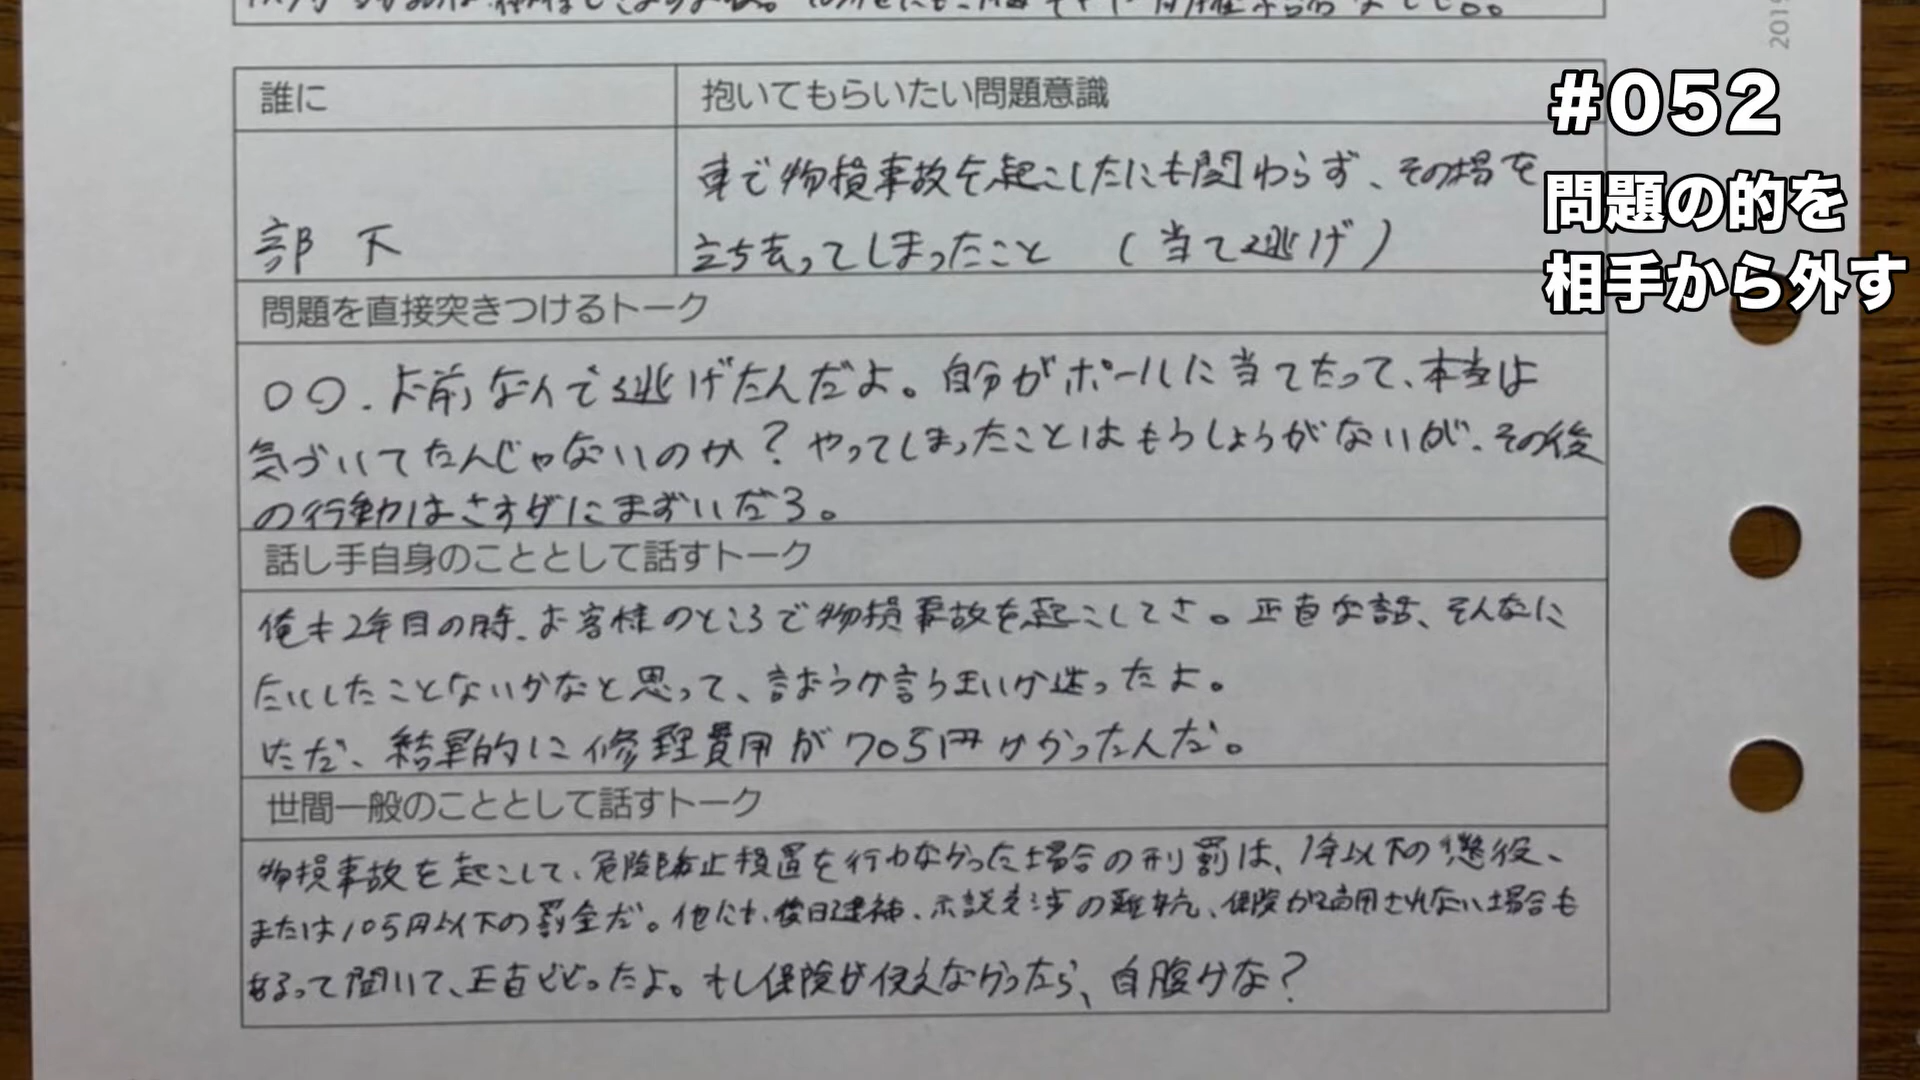 #052
問題の的を
相手から外す
誰に
抱いてもらいたい問題意識
部下
車で物損事故を起こしたにも関わらず、その場を
立ち去ってしまったこと (当て逃げ)
問題を直接突きつけるトーク
〇〇、お前なんで逃げたんだよ。自分がポールに当てたって、本当は
気づいてたんじゃないのか?やってしまったことはもうしょうがないが、その後
の行動はさすがにまずいだろ。
話し手自身のこととして話すトーク
俺も2年目の時、お客様のところで物損事故を起こしてさ。正直な話、そんなに
たいしたことないかなと思って、言おうか言うまいか迷ったよ。
ただ、結果的に修理費用が70万円かかったんだ。
世間一般のこととして話すトーク
物損事故を起こして、危険防止措置を行わなかった場合の刑罰は、1年以下の懲役、
または10万円以下の罰金だ。他にも、後日逮捕、示談交渉の難航、保険が適用されない場合も
あるって聞いて、正直ビビったよ。もし保険が使えなかったら、自腹かな?